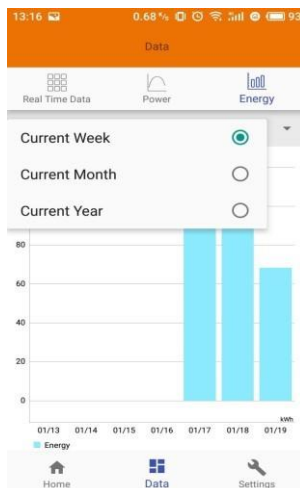 13:16 0.68 K/s 93
Data
Real Time Data Power Energy
Current Week
Current Month
Current Year
80
60
40
20
0
kWh
01/13 01/14 01/15 01/16 01/17 01/18 01/19
Energy
Home Data Settings